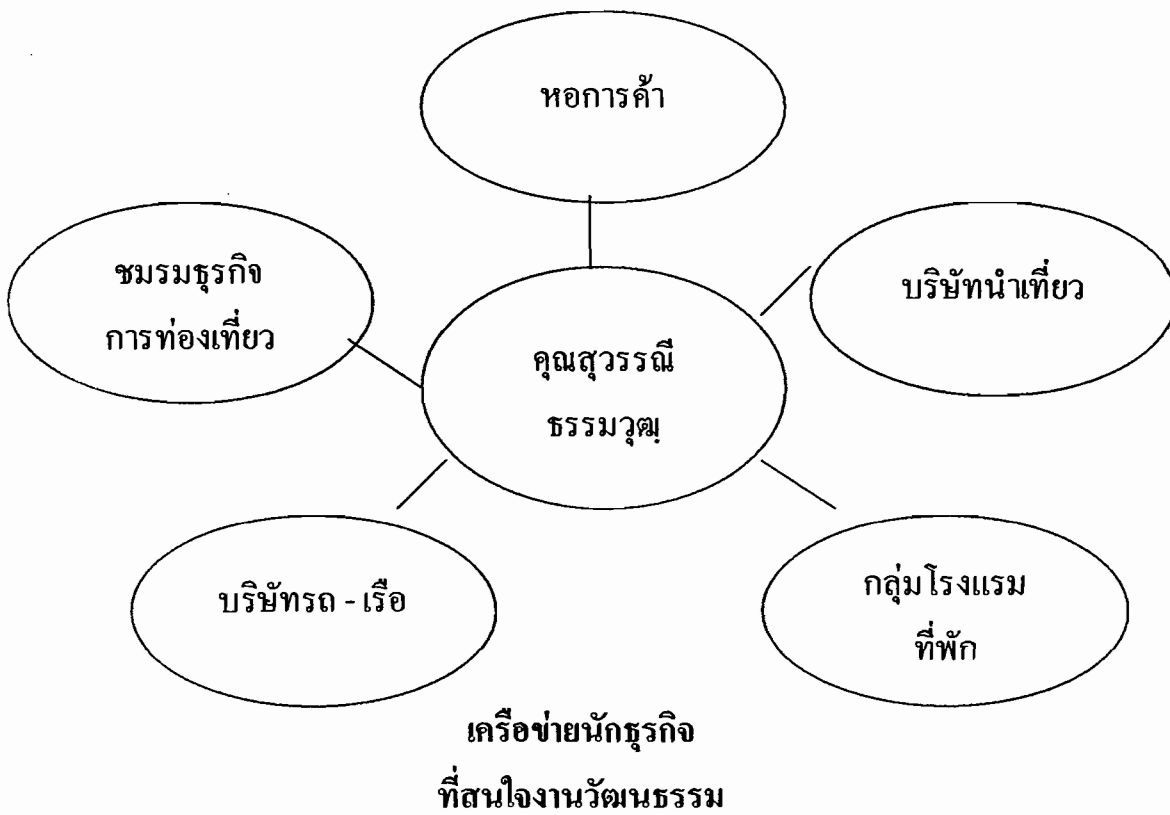 หอการค้า
ชมรมธุรกิจ
การท่องเที่ยว
บริษัทนำเที่ยว
คุณสุวรรณี
ธรรมวุฒ
บริษัทรถ - เรือ
กลุ่มโรงแรม
ที่พัก
เครือข่ายนักธุรกิจ
ที่สนใจงานวัฒนธรรม